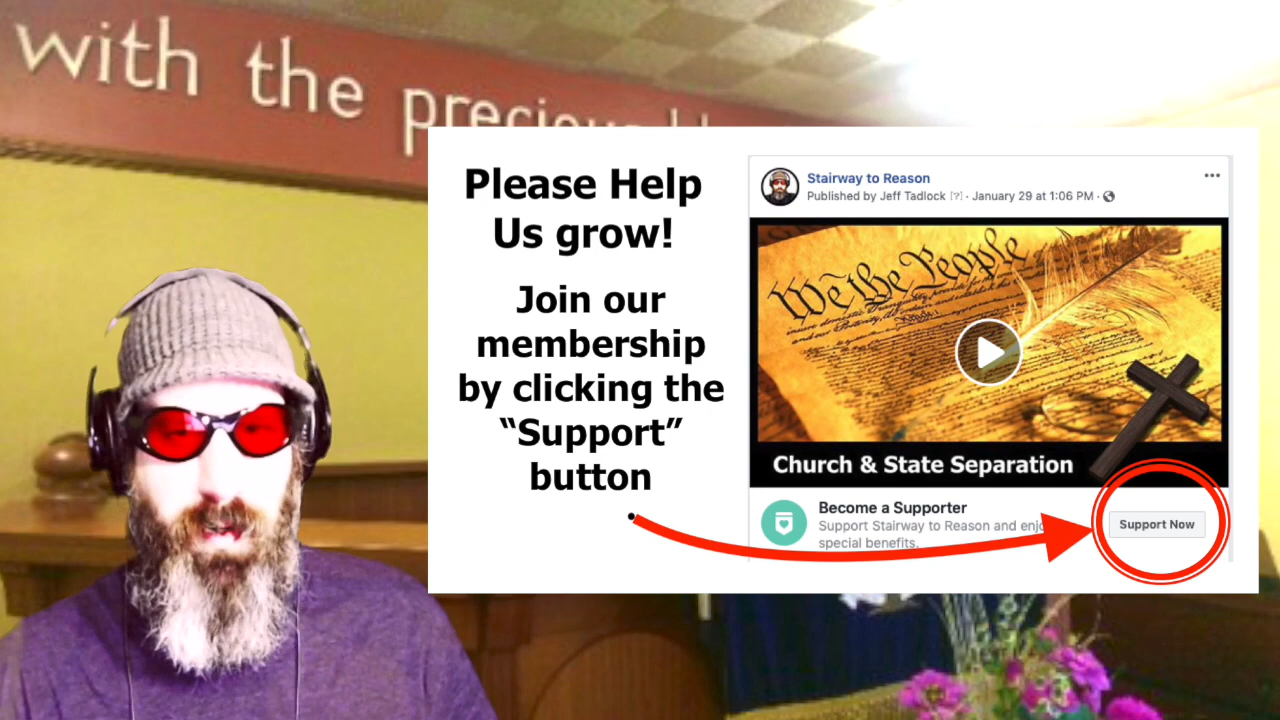 with the precious
Please Help
Us grow!
Join our
membership
by clicking the
“Support”
button
Stairway to Reason
Published by Jeff Tadlock [?] · January 29 at 1:06 PM ·
We the People
Church & State Separation
Become a Supporter
Support Stairway to Reason and enjo
special benefits.
Support Now